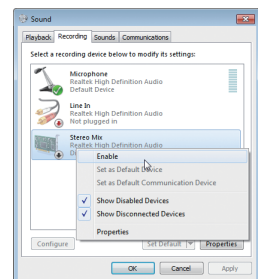 Sound
Playback Recording Sounds Communications
Select a recording device below to modify its settings:
Microphone
Realtek High Definition Audio
Default Device
Line In
Realtek High Definition Audio
Not plugged in
Stereo Mix
Realtek High Definition Audio
Enable
Set as Default Device
Set as Default Communication Device
Show Disabled Devices
Show Disconnected Devices
Properties
Configure Set Default Properties
OK Cancel Apply